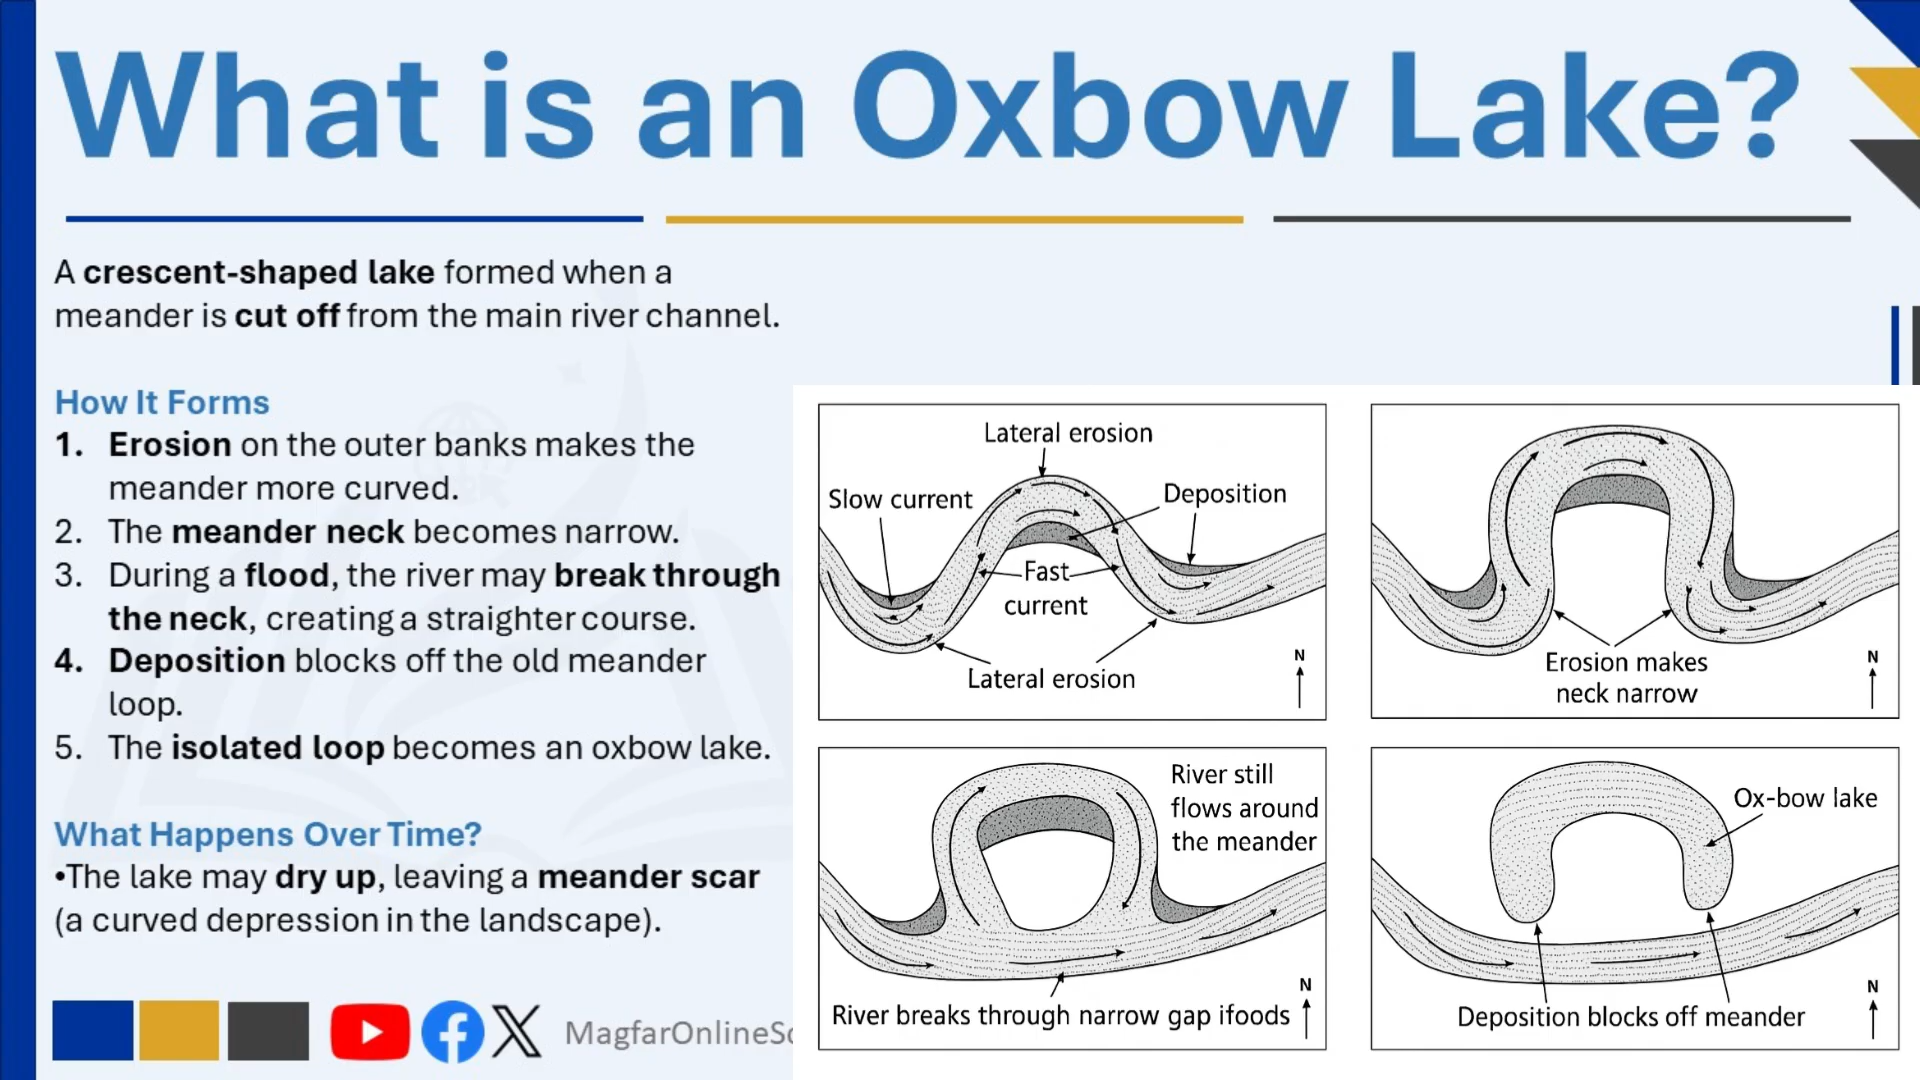 What is an Oxbow Lake?
A crescent-shaped lake formed when a
meander is cut off from the main river channel.
How It Forms
1. Erosion on the outer banks makes the
meander more curved.
2. The meander neck becomes narrow.
3. During a flood, the river may break through
the neck, creating a straighter course.
4. Deposition blocks off the old meander
loop.
5. The isolated loop becomes an oxbow lake.
What Happens Over Time?
•The lake may dry up, leaving a meander scar
(a curved depression in the landscape).
MagfarOnlineSc
Lateral erosion
Slow current
Deposition
Fast
current
Lateral erosion
N
Erosion makes
neck narrow
N
River still
flows around
the meander
River breaks through narrow gap ifoods
N
Ox-bow lake
Deposition blocks off meander
N